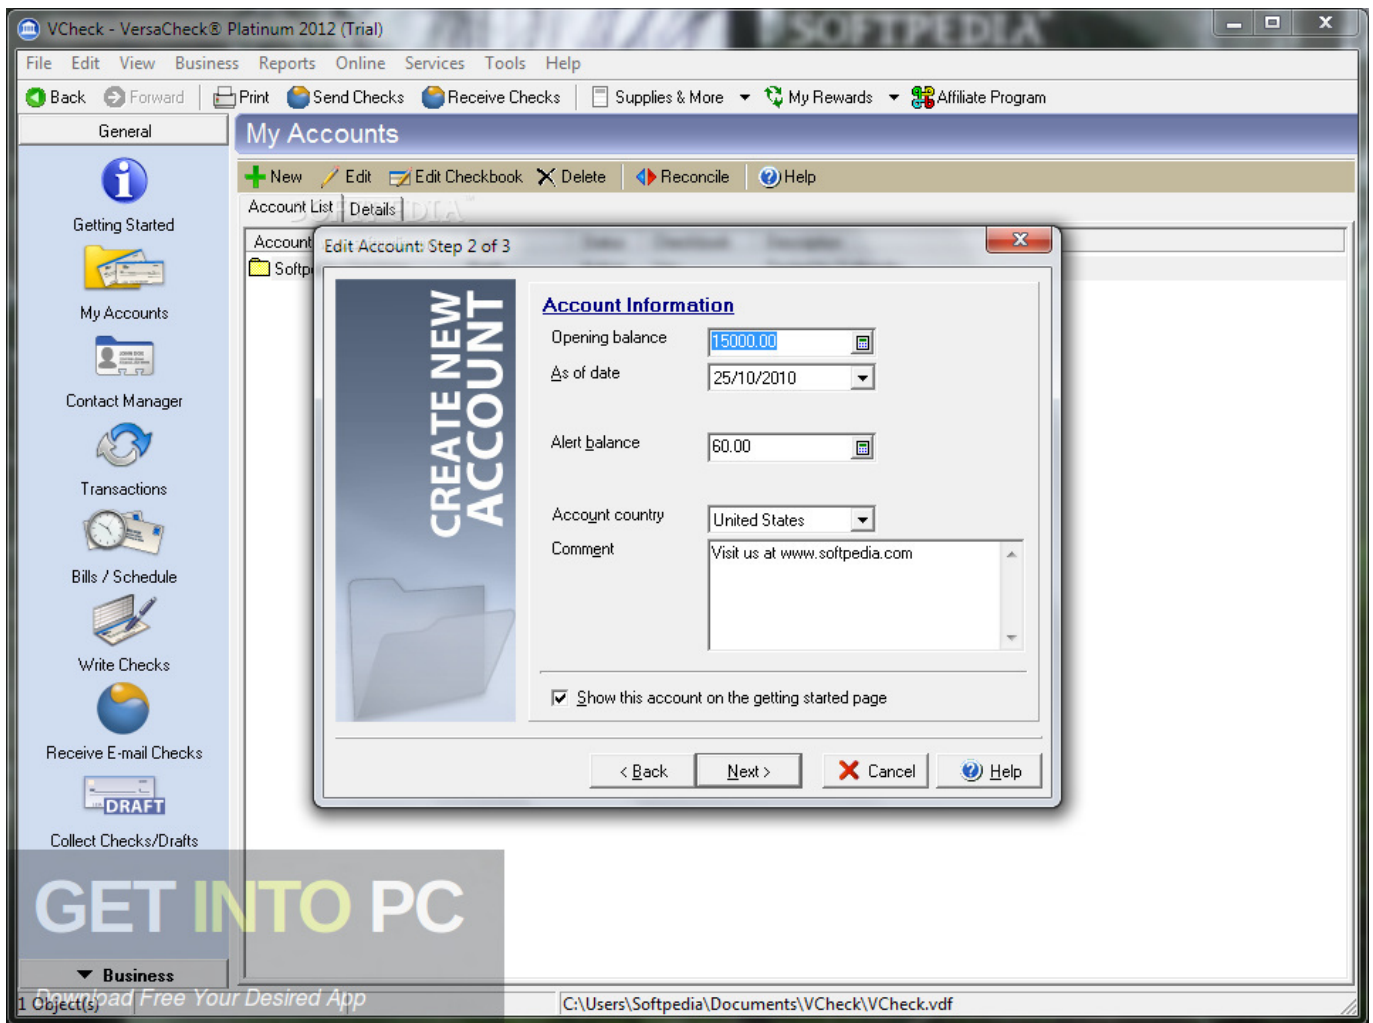 VCheck - VersaCheck® Platinum 2012 (Trial)
SOFTPEDIA
File Edit View Business Reports Online Services Tools Help
Back Forward Print Send Checks Receive Checks Supplies & More My Rewards Affiliate Program
General
My Accounts
New Edit Edit Checkbook Delete Reconcile Help
Account List Details
SOFTPEDIA
Account
Softp
Edit Account: Step 2 of 3
CREATE NEW
ACCOUNT
Account Information
Opening balance 15000.00
As of date 25/10/2010
Alert balance 60.00
Account country United States
Comment Visit us at www.softpedia.com
Show this account on the getting started page
< Back Next > Cancel Help
Getting Started
My Accounts
Contact Manager
Transactions
Bills / Schedule
Write Checks
Receive E-mail Checks
DRAFT
Collect Checks/Drafts
GET INTO PC
Business
Download Free Your Desired App
1 Object(s)
C:\Users\Softpedia\Documents\VCheck\VCheck.vdf